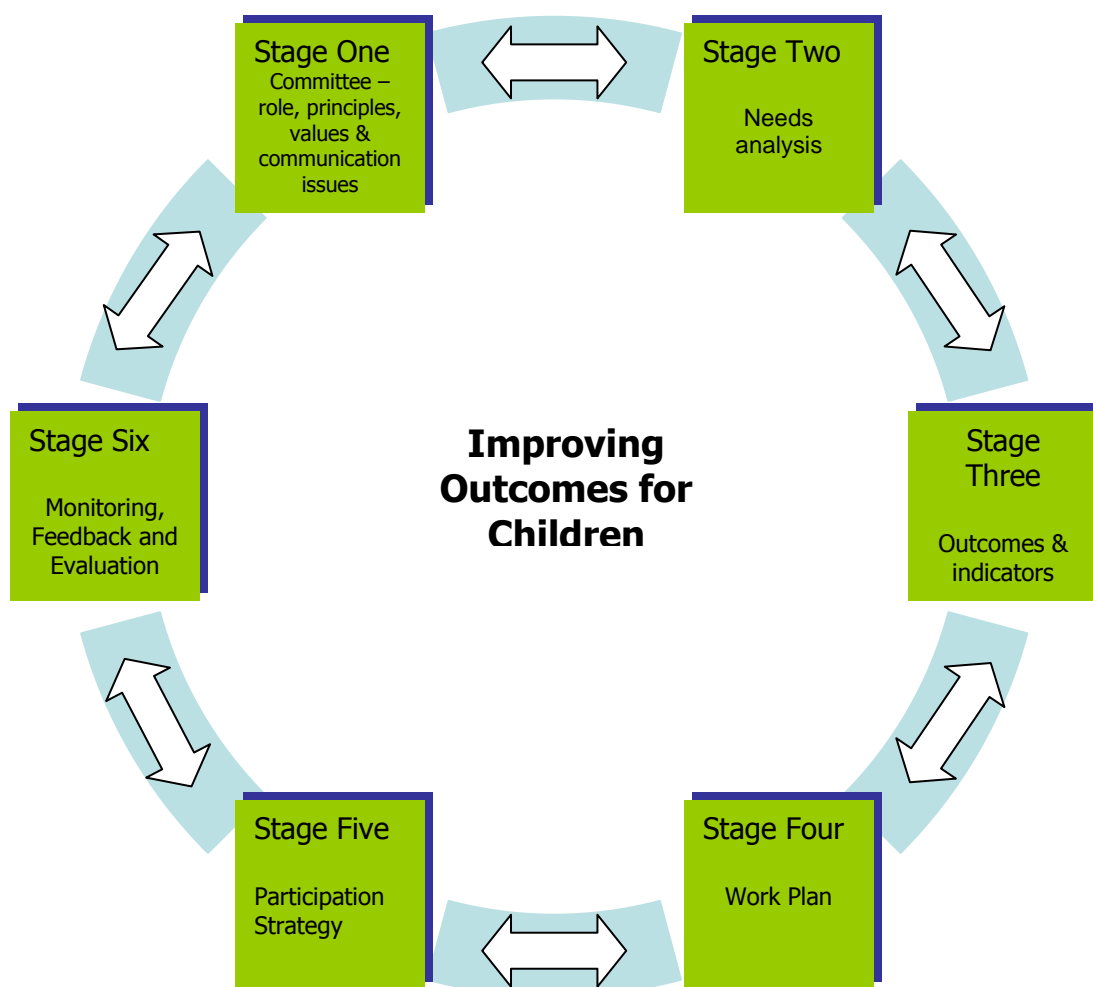 Stage One
Committee –
role, principles,
values &
communication
issues
Stage Two
Needs
analysis
Stage
Three
Outcomes &
indicators
Stage Four
Work Plan
Stage Five
Participation
Strategy
Stage Six
Monitoring,
Feedback and
Evaluation
Improving
Outcomes for
Children